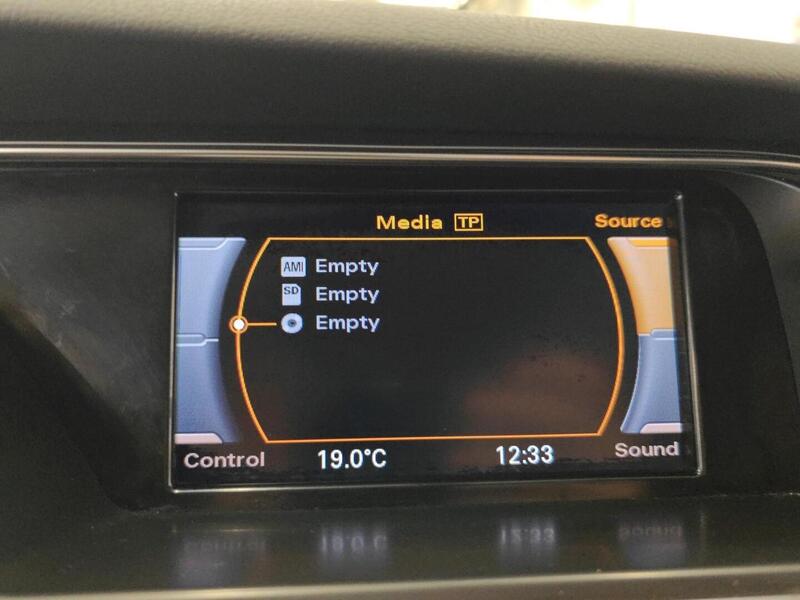 Media TP
Source
AMI Empty
SD Empty
Empty
Control
19.0°C
12:33
Sound